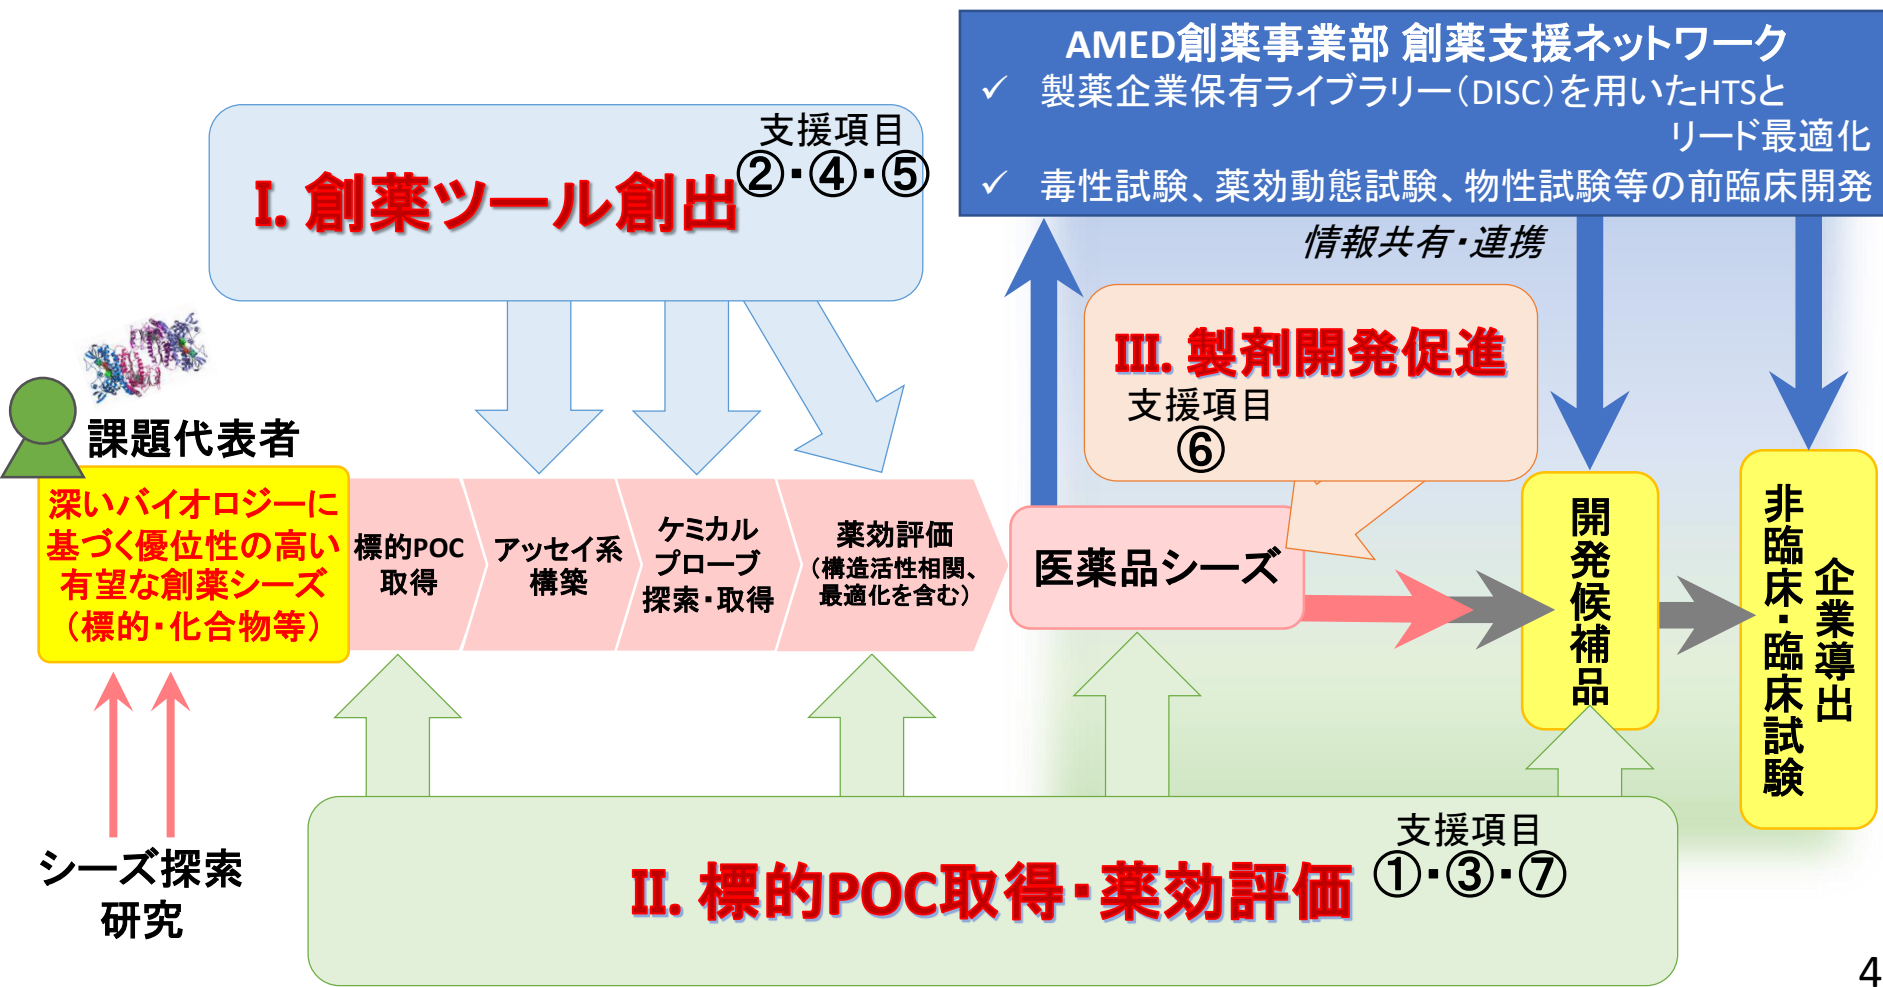 AMED創薬事業部 創薬支援ネットワーク
✓ 製薬企業保有ライブラリー（DISC）を用いたHTSと
リード最適化
✓ 毒性試験、薬効動態試験、物性試験等の前臨床開発
支援項目
②・④・⑤
I. 創薬ツール創出
情報共有・連携
III. 製剤開発促進
支援項目
⑥
課題代表者
深いバイオロジーに
基づく優位性の高い
有望な創薬シーズ
（標的・化合物等）
標的POC
取得
アッセイ系
構築
ケミカル
プローブ
探索・取得
薬効評価
（構造活性相関、
最適化を含む）
医薬品シーズ
開発候補品
企業導出
非臨床・臨床試験
シーズ探索
研究
支援項目
①・③・⑦
II. 標的POC取得・薬効評価
4